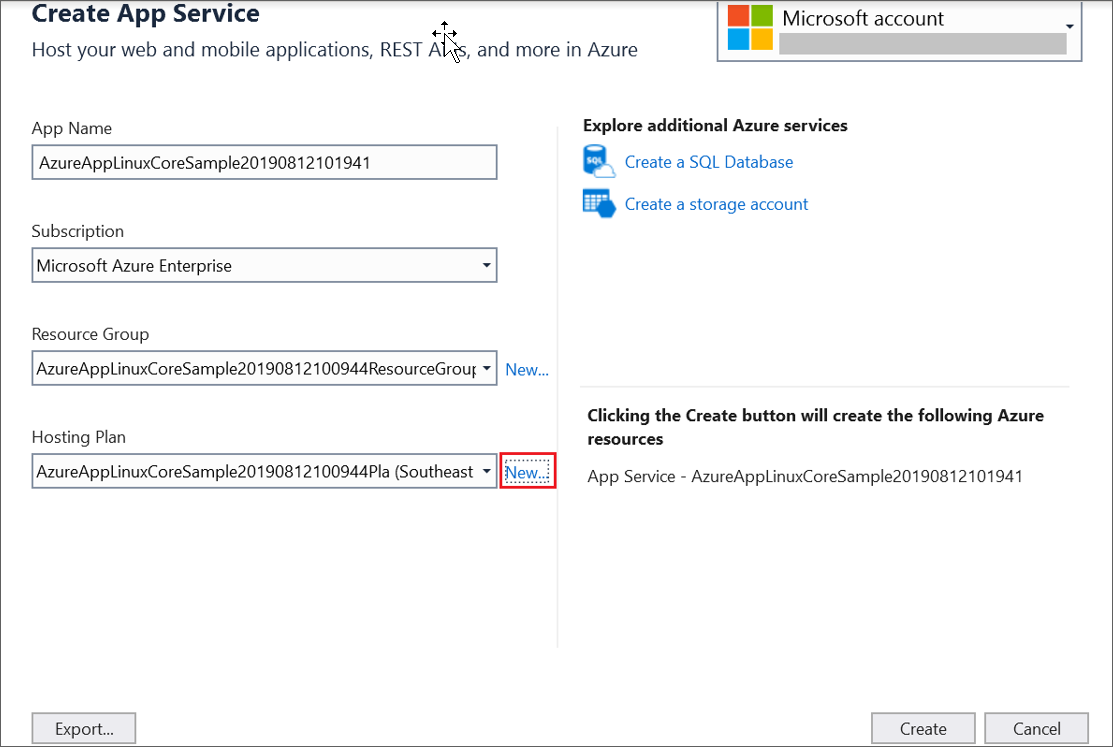 Create App Service
Host your web and mobile applications, REST APIs, and more in Azure
Microsoft account
App Name
AzureAppLinuxCoreSample20190812101941
Subscription
Microsoft Azure Enterprise
Resource Group
AzureAppLinuxCoreSample20190812100944ResourceGroup
New...
Hosting Plan
AzureAppLinuxCoreSample20190812100944Pla (Southeast
New...
Explore additional Azure services
SQL
Create a SQL Database
Create a storage account
Clicking the Create button will create the following Azure
resources
App Service - AzureAppLinuxCoreSample20190812101941
Export...
Create
Cancel